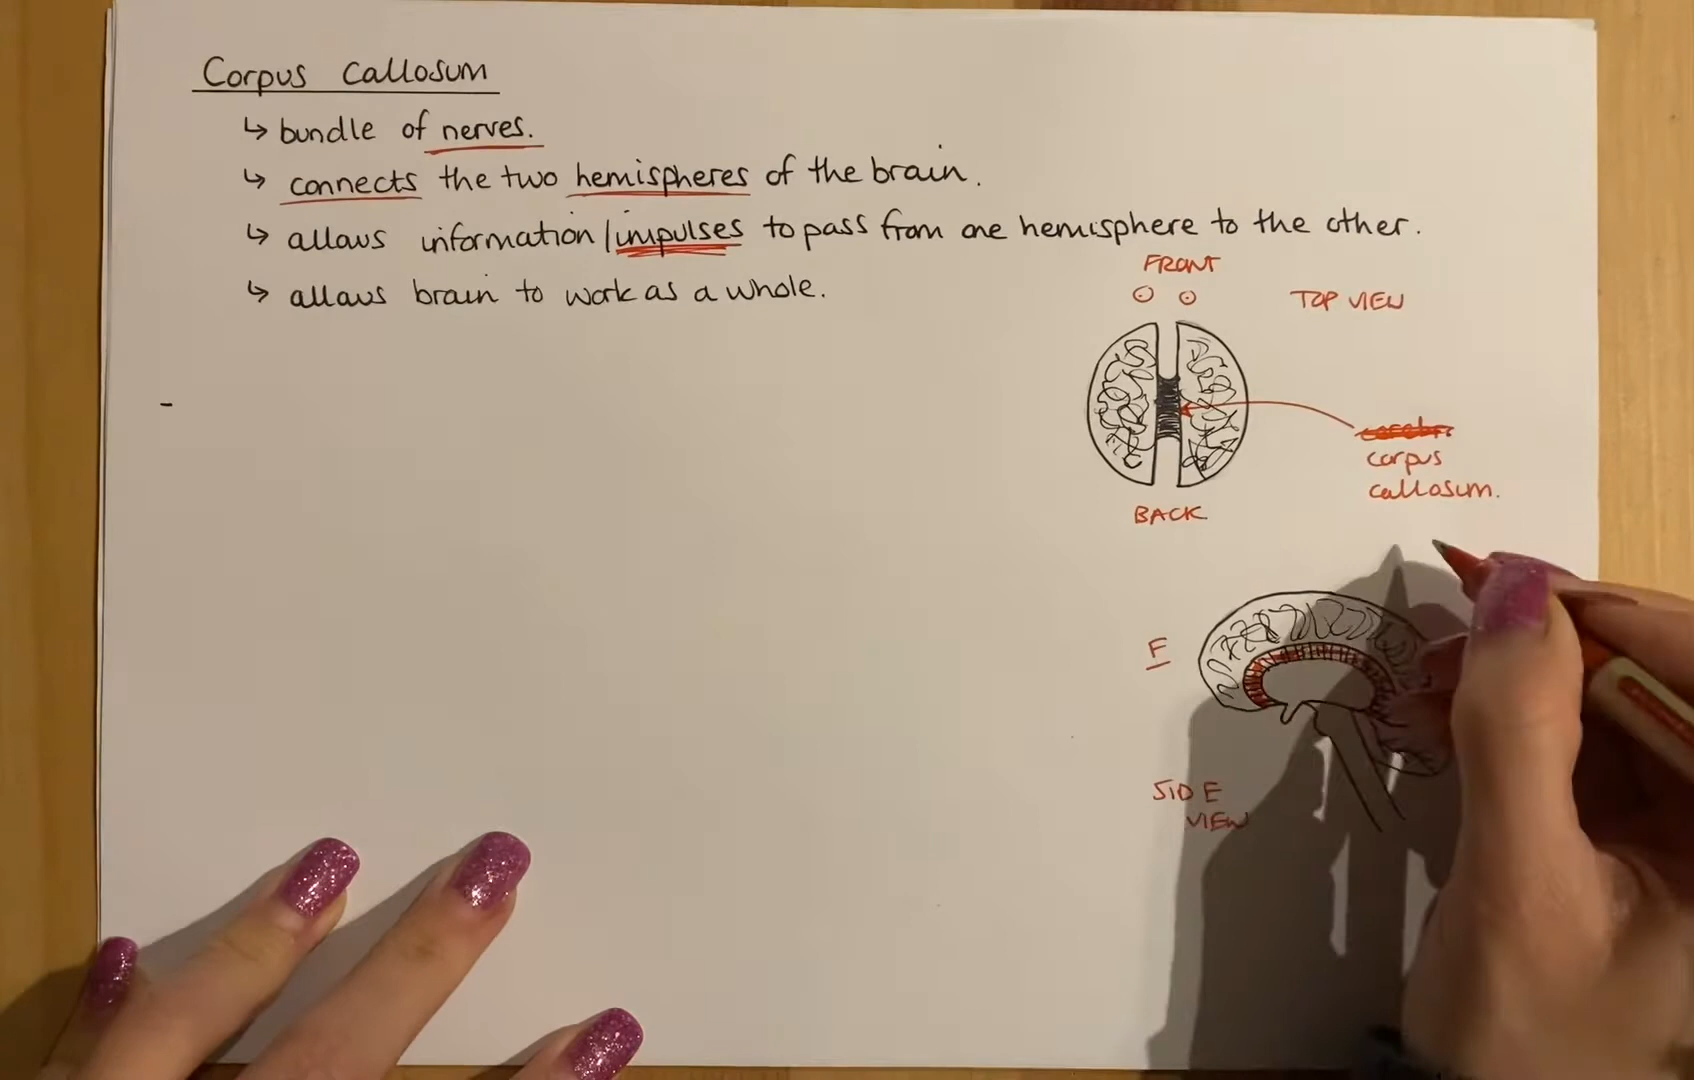 Corpus Callosum
↳ bundle of nerves.
↳ connects the two hemispheres of the brain.
↳ allows information/impulses to pass from one hemisphere to the other.
↳ allows brain to work as a whole.
FRONT
TOP VIEW
corpus
callosum.
BACK
F
SIDE
VIEW